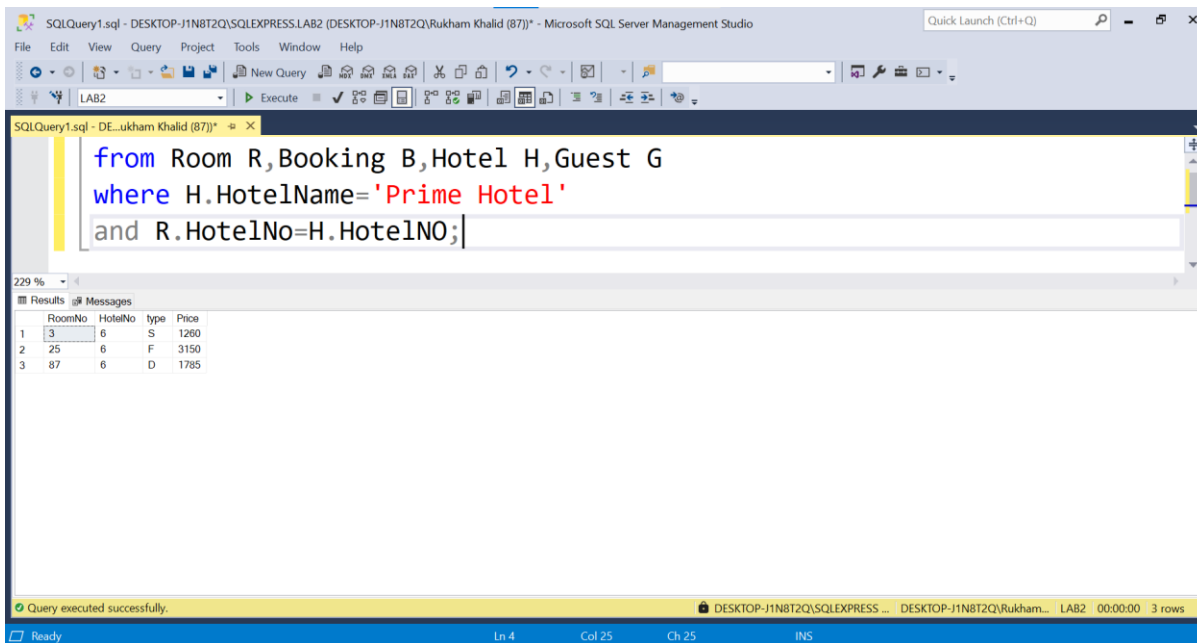 SQLQuery1.sql - DESKTOP-J1N8T2Q\SQLEXPRESS.LAB2 (DESKTOP-J1N8T2Q\Rukham Khalid (87))* - Microsoft SQL Server Management Studio
Quick Launch (Ctrl+Q)
File Edit View Query Project Tools Window Help
New Query MDX DMX XMLA DAX
LAB2 Execute
SQLQuery1.sql - DE...ukham Khalid (87))*
from Room R,Booking B,Hotel H,Guest G
where H.HotelName='Prime Hotel'
and R.HotelNo=H.HotelNO;
229 %
Results Messages
RoomNo HotelNo type Price
1 3 6 S 1260
2 25 6 F 3150
3 87 6 D 1785
Query executed successfully. DESKTOP-J1N8T2Q\SQLEXPRESS ... DESKTOP-J1N8T2Q\Rukham... LAB2 00:00:00 3 rows
Ready Ln 4 Col 25 Ch 25 INS